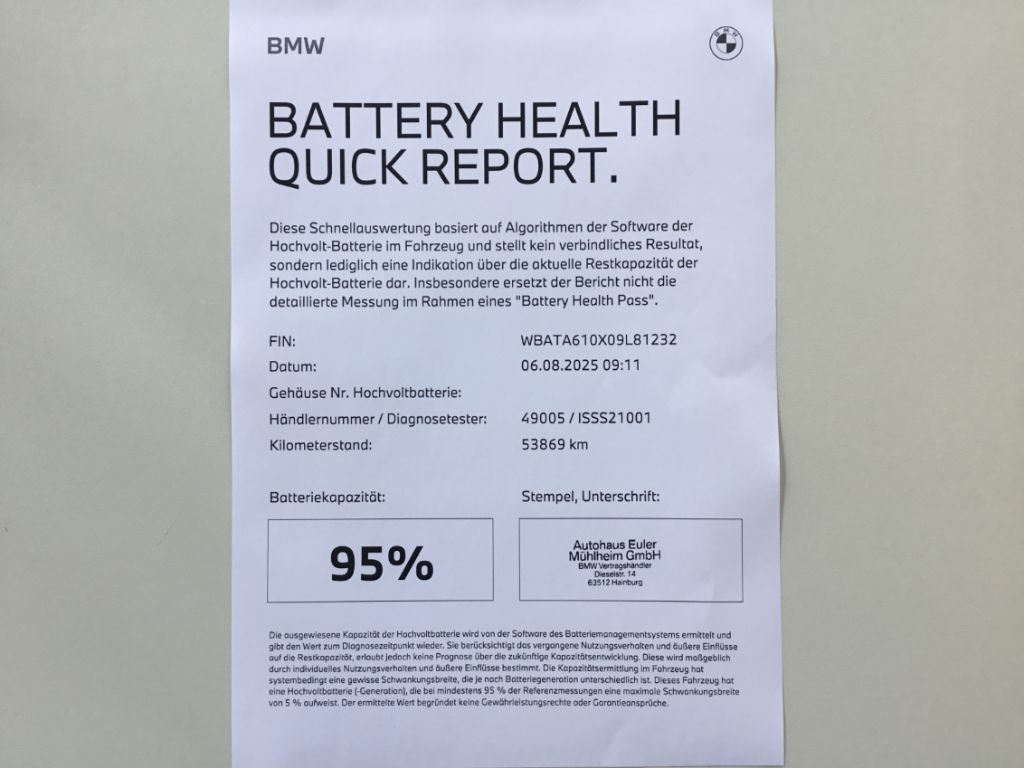 BMW
BMW
BATTERY HEALTH
QUICK REPORT.
Diese Schnellauswertung basiert auf Algorithmen der Software der
Hochvolt-Batterie im Fahrzeug und stellt kein verbindliches Resultat,
sondern lediglich eine Indikation über die aktuelle Restkapazität der
Hochvolt-Batterie dar. Insbesondere ersetzt der Bericht nicht die
detaillierte Messung im Rahmen eines "Battery Health Pass".
FIN: WBATA610X09L81232
Datum: 06.08.2025 09:11
Gehäuse Nr. Hochvoltbatterie:
Händlernummer / Diagnosetester: 49005 / ISSS21001
Kilometerstand: 53869 km
Batteriekapazität: Stempel, Unterschrift:
95%
Autohaus Euler
Mühlheim GmbH
BMW Vertragshändler
Dieselstr. 14
63512 Hainburg
Die ausgewiesene Kapazität der Hochvoltbatterie wird von der Software des Batteriemanagementsystems ermittelt und
gibt den Wert zum Diagnosezeitpunkt wieder. Sie berücksichtigt das vergangene Nutzungsverhalten und äußere Einflüsse
auf die Restkapazität, erlaubt jedoch keine Prognose über die zukünftige Kapazitätsentwicklung. Diese wird maßgeblich
durch individuelles Nutzungsverhalten und äußere Einflüsse bestimmt. Die Kapazitätsermittlung im Fahrzeug hat
systembedingt eine gewisse Schwankungsbreite, die je nach Batteriegeneration unterschiedlich ist. Dieses Fahrzeug hat
eine Hochvoltbatterie (-Generation), die bei mindestens 95 % der Referenzmessungen eine maximale Schwankungsbreite
von 5 % aufweist. Der ermittelte Wert begründet keine Gewährleistungsrechte oder Garantieansprüche.